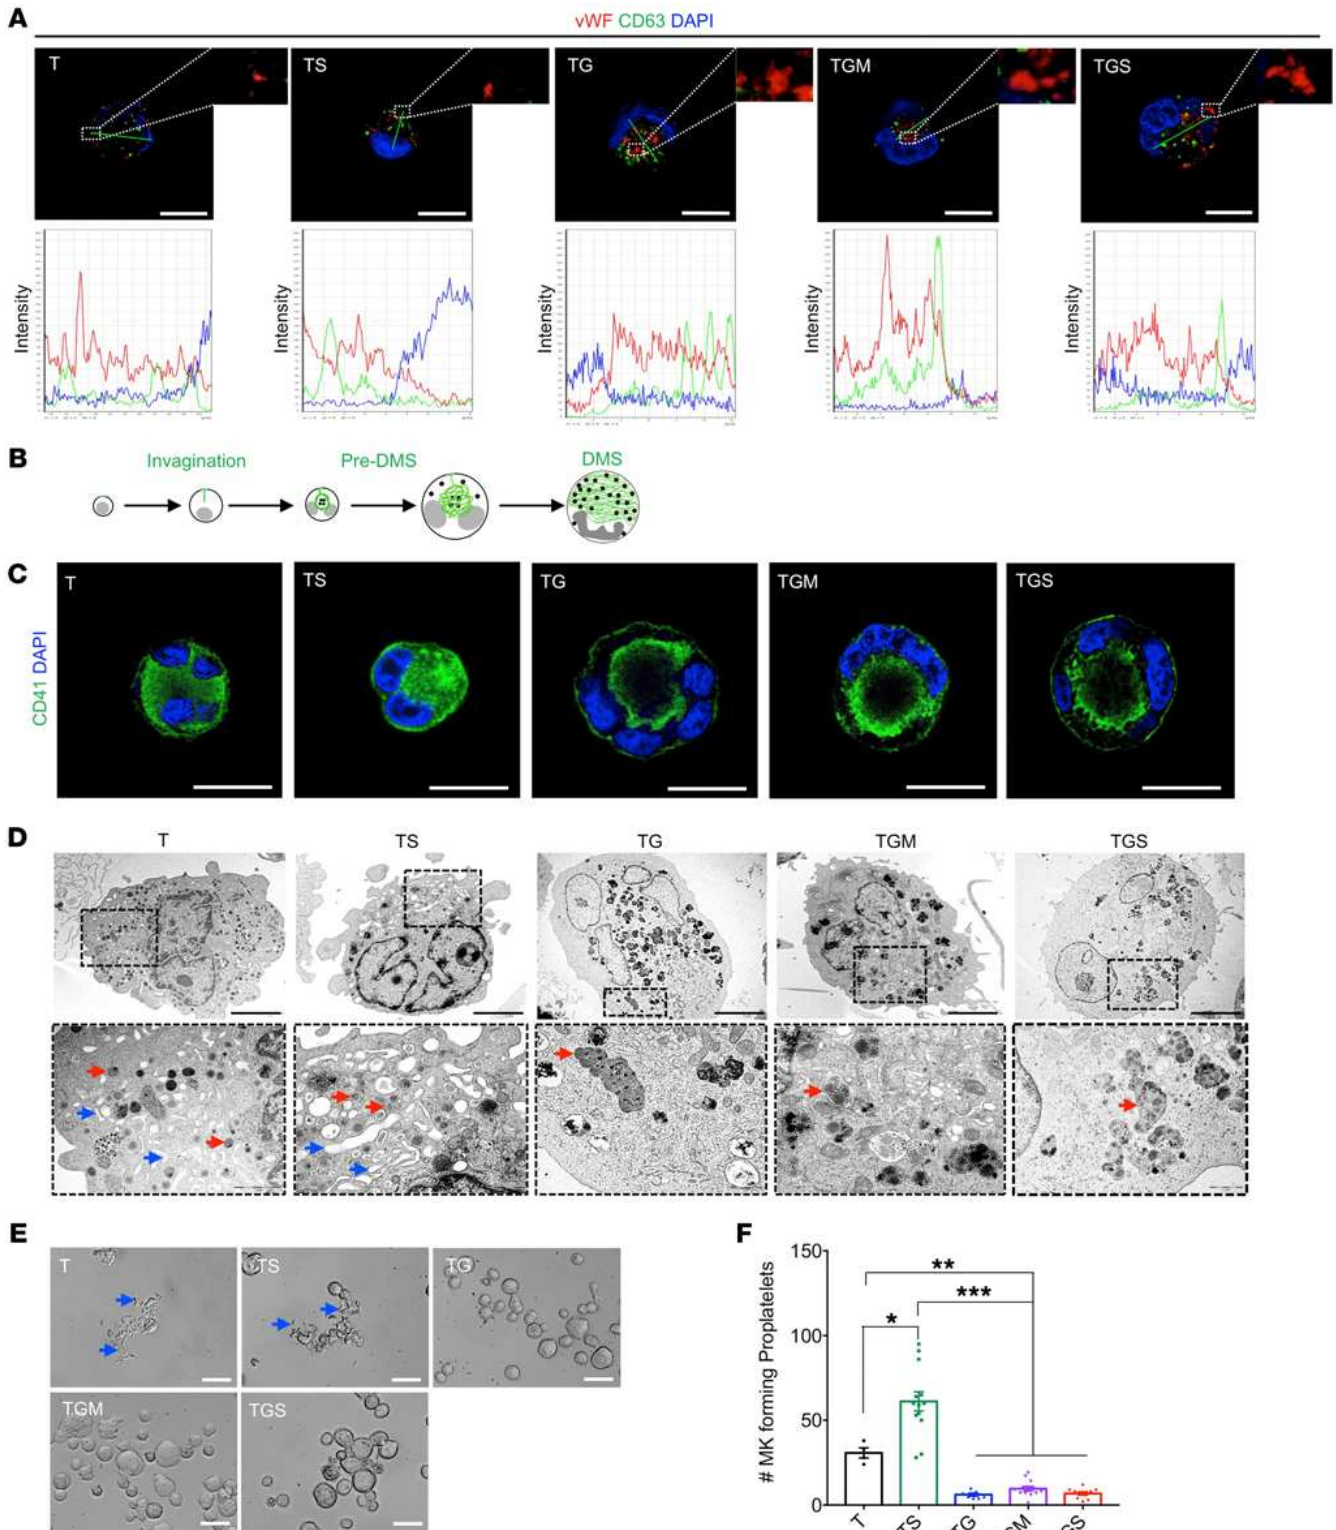 A
vWF CD63 DAPI
T TS TG TGM TGS
Intensity Intensity Intensity Intensity Intensity
B
Invagination Pre-DMS DMS
C
CD41 DAPI
T TS TG TGM TGS
D
T TS TG TGM TGS
E
T TS TG
TGM TGS
F
# MK forming Proplatelets
150
100
50
0
** 
***
*
T TS